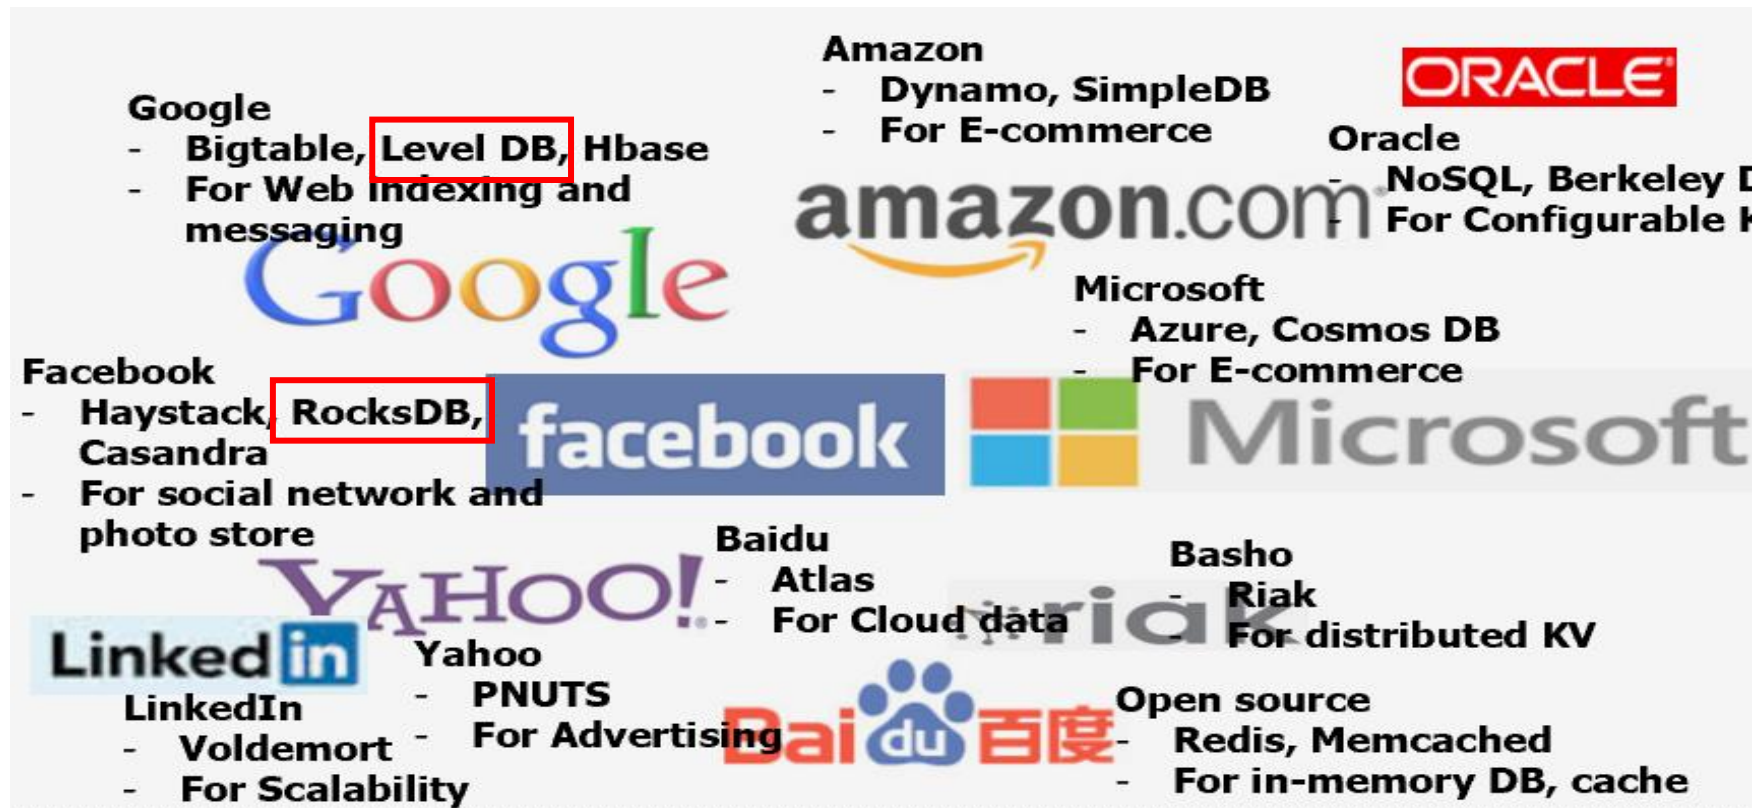 Google
- Bigtable, Level DB, Hbase
- For Web indexing and
messaging
Google
Amazon
- Dynamo, SimpleDB
- For E-commerce
amazon.com
ORACLE
Oracle
- NoSQL, Berkeley
- For Configurable
Microsoft
- Azure, Cosmos DB
- For E-commerce
Microsoft
Facebook
- Haystack, RocksDB,
Casandra
- For social network and
photo store
facebook
YAHOO!
Linked in
LinkedIn
- Voldemort
- For Scalability
Yahoo
- PNUTS
- For Advertising
Baidu
- Atlas
- For Cloud data
Bai du 百度
Basho
- Riak
- For distributed KV
riak
Open source
- Redis, Memcached
- For in-memory DB, cache